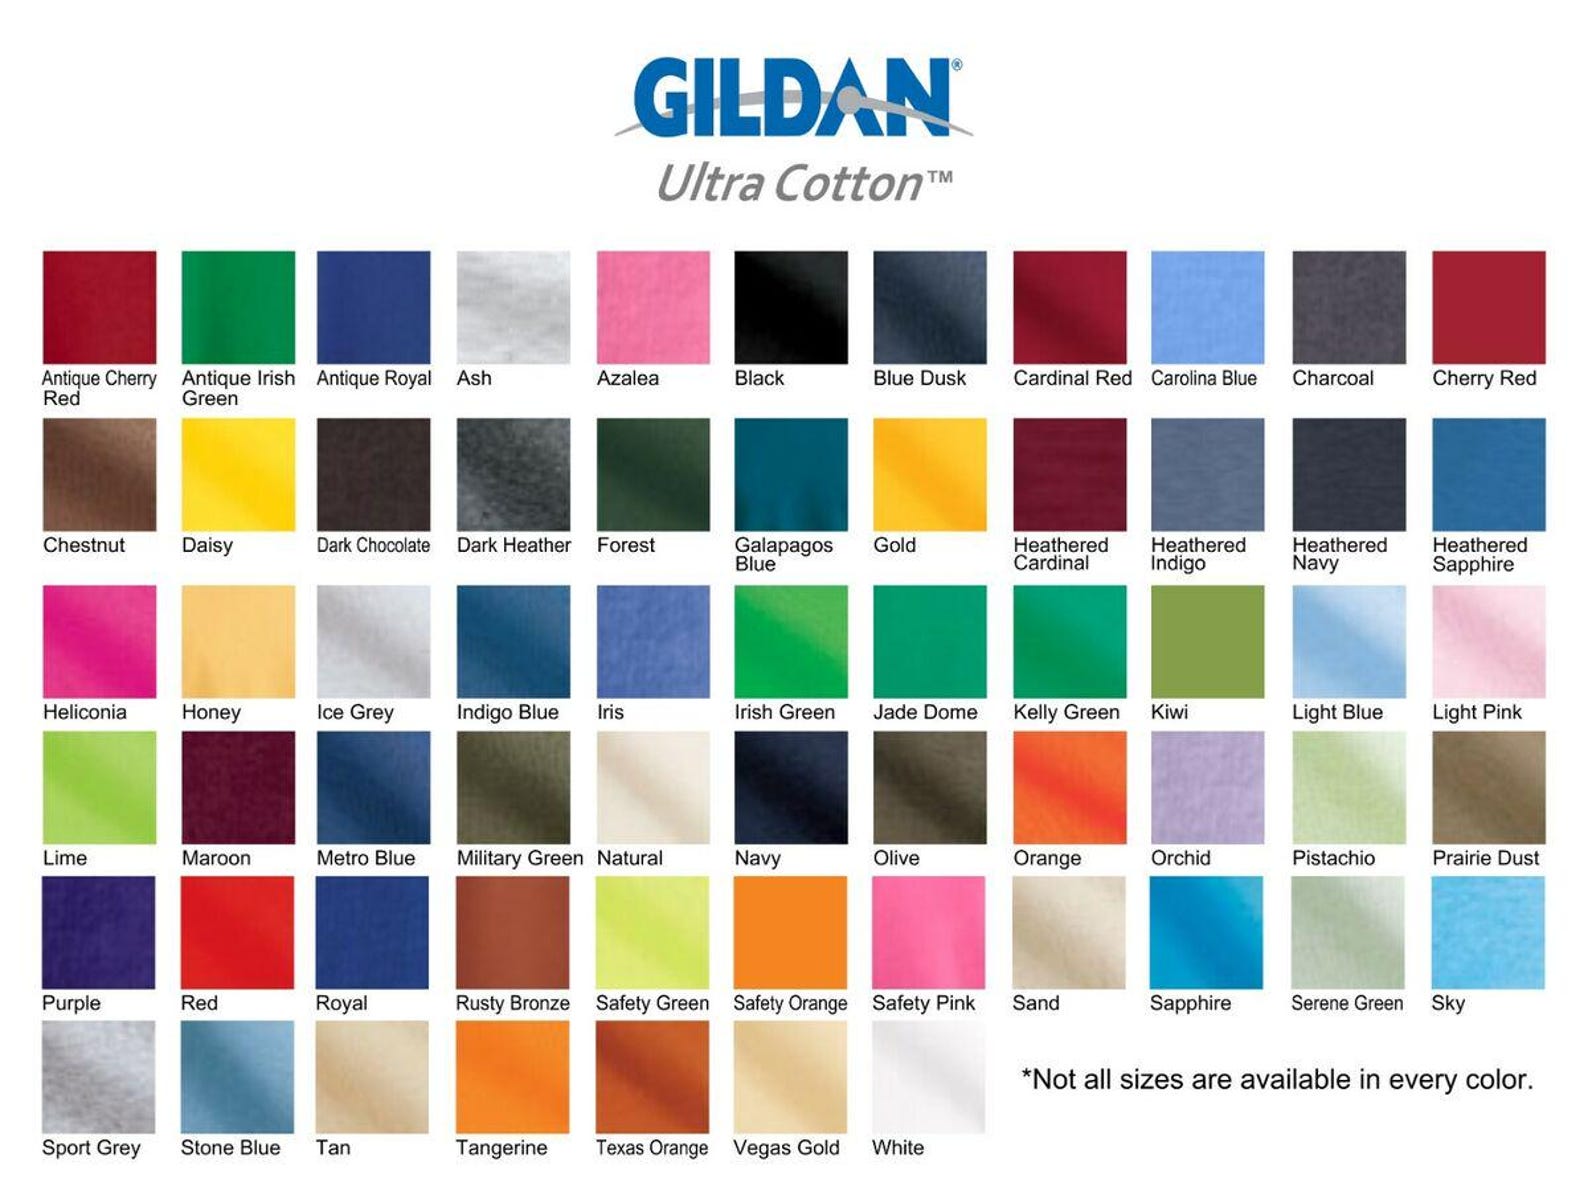 GILDAN®
Ultra Cotton™
Antique Cherry Red
Antique Irish Green
Antique Royal
Ash
Azalea
Black
Blue Dusk
Cardinal Red
Carolina Blue
Charcoal
Cherry Red
Chestnut
Daisy
Dark Chocolate
Dark Heather
Forest
Galapagos Blue
Gold
Heathered Cardinal
Heathered Indigo
Heathered Navy
Heathered Sapphire
Heliconia
Honey
Ice Grey
Indigo Blue
Iris
Irish Green
Jade Dome
Kelly Green
Kiwi
Light Blue
Light Pink
Lime
Maroon
Metro Blue
Military Green
Natural
Navy
Olive
Orange
Orchid
Pistachio
Prairie Dust
Purple
Red
Royal
Rusty Bronze
Safety Green
Safety Orange
Safety Pink
Sand
Sapphire
Serene Green
Sky
Sport Grey
Stone Blue
Tan
Tangerine
Texas Orange
Vegas Gold
White
*Not all sizes are available in every color.